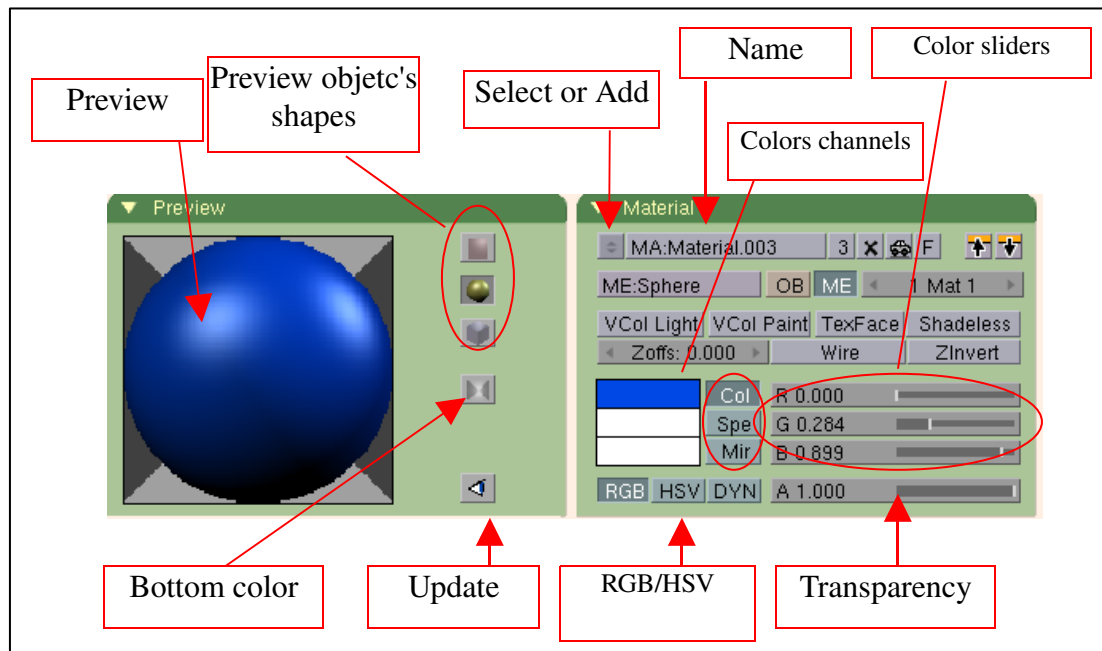 Name
Color sliders
Preview objetc's
shapes
Preview
Select or Add
Colors channels
Preview
Material
MA:Material.003
3
F
ME:Sphere
OB
ME
1 Mat 1
VCol Light
VCol Paint
TexFace
Shadeless
Zoffs: 0.000
Wire
ZInvert
Col
R 0.000
Spe
G 0.284
Mir
B 0.899
RGB
HSV
DYN
A 1.000
Bottom color
Update
RGB/HSV
Transparency